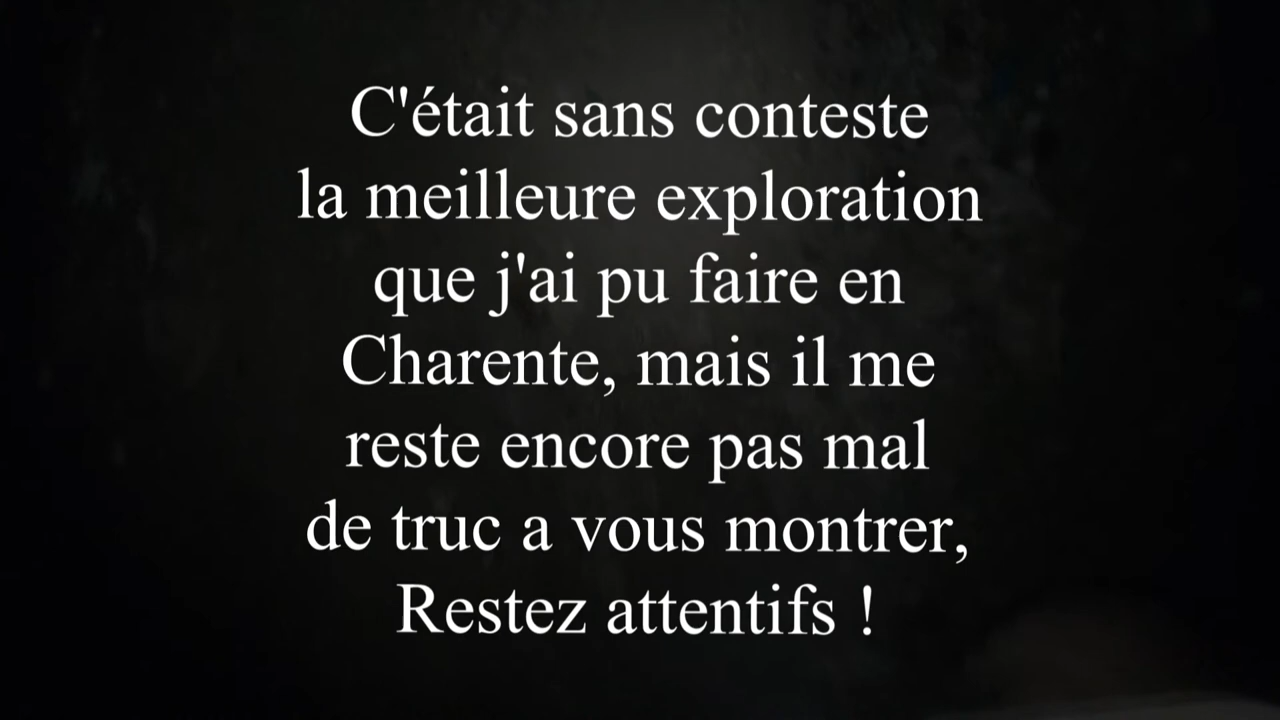 C'était sans conteste
la meilleure exploration
que j'ai pu faire en
Charente, mais il me
reste encore pas mal
de truc a vous montrer,
Restez attentifs !